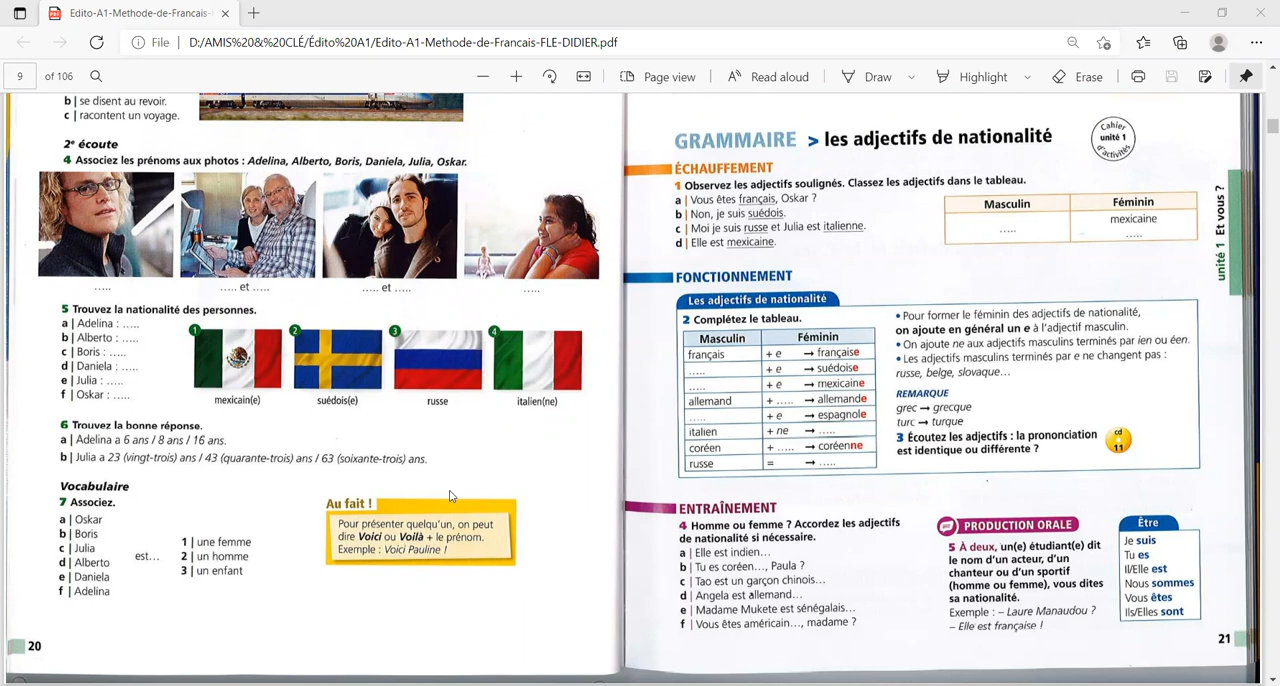 Edito-A1-Methode-de-Francais-
File
D:/AMIS%20&%20CLÉ/Édito%20A1/Edito-A1-Methode-de-Francais-FLE-DIDIER.pdf
9 of 106
Page view
Read aloud
Draw
Highlight
Erase
b | se disent au revoir.
c | racontent un voyage.
2e écoute
4 Associez les prénoms aux photos : Adelina, Alberto, Boris, Daniela, Julia, Oskar.
.....
..... et .....
..... et .....
.....
5 Trouvez la nationalité des personnes.
a | Adelina : .....
b | Alberto : .....
c | Boris : .....
d | Daniela : .....
e | Julia : .....
f | Oskar : .....
1
2
3
4
mexicain(e)
suédois(e)
russe
italien(ne)
6 Trouvez la bonne réponse.
a | Adelina a 6 ans / 8 ans / 16 ans.
b | Julia a 23 (vingt-trois) ans / 43 (quarante-trois) ans / 63 (soixante-trois) ans.
Vocabulaire
7 Associez.
a | Oskar
b | Boris
c | Julia
d | Alberto
e | Daniela
f | Adelina
est...
1 | une femme
2 | un homme
3 | un enfant
Au fait !
Pour présenter quelqu'un, on peut
dire Voici ou Voilà + le prénom.
Exemple : Voici Pauline !
20
GRAMMAIRE > les adjectifs de nationalité
Cahier
unité 1
d'activités
ÉCHAUFFEMENT
1 Observez les adjectifs soulignés. Classez les adjectifs dans le tableau.
a | Vous êtes français, Oskar ?
b | Non, je suis suédois.
c | Moi je suis russe et Julia est italienne.
d | Elle est mexicaine.
Masculin Féminin
..... mexicaine
.....
unité 1 Et vous ?
FONCTIONNEMENT
Les adjectifs de nationalité
2 Complétez le tableau.
Masculin Féminin
français + e → française
..... + e → suédoise
..... + e → mexicaine
allemand + ..... → allemande
..... + e → espagnole
italien + ne → .....
coréen + ..... → coréenne
russe = → .....
• Pour former le féminin des adjectifs de nationalité,
on ajoute en général un e à l'adjectif masculin.
• On ajoute ne aux adjectifs masculins terminés par ien ou éen.
• Les adjectifs masculins terminés par e ne changent pas :
russe, belge, slovaque...
REMARQUE
grec → grecque
turc → turque
3 Écoutez les adjectifs : la prononciation
est identique ou différente ?
cd
11
ENTRAÎNEMENT
4 Homme ou femme ? Accordez les adjectifs
de nationalité si nécessaire.
a | Elle est indien...
b | Tu es coréen..., Paula ?
c | Tao est un garçon chinois...
d | Angela est allemand...
e | Madame Mukete est sénégalais...
f | Vous êtes américain..., madame ?
PRODUCTION ORALE
5 À deux, un(e) étudiant(e) dit
le nom d'un acteur, d'un
chanteur ou d'un sportif
(homme ou femme), vous dites
sa nationalité.
Exemple : – Laure Manaudou ?
– Elle est française !
Être
Je suis
Tu es
Il/Elle est
Nous sommes
Vous êtes
Ils/Elles sont
21